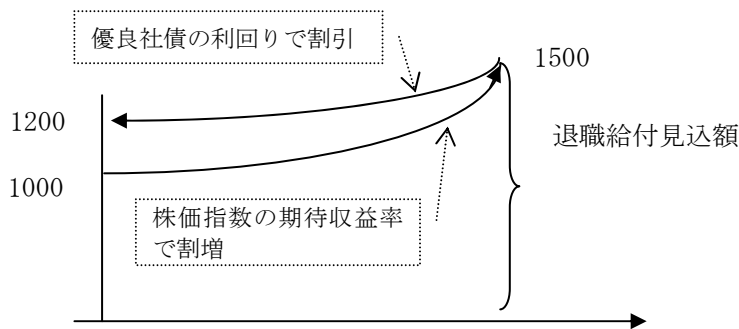 優良社債の利回りで割引
1500
1200
退職給付見込額
1000
株価指数の期待収益率
で割増